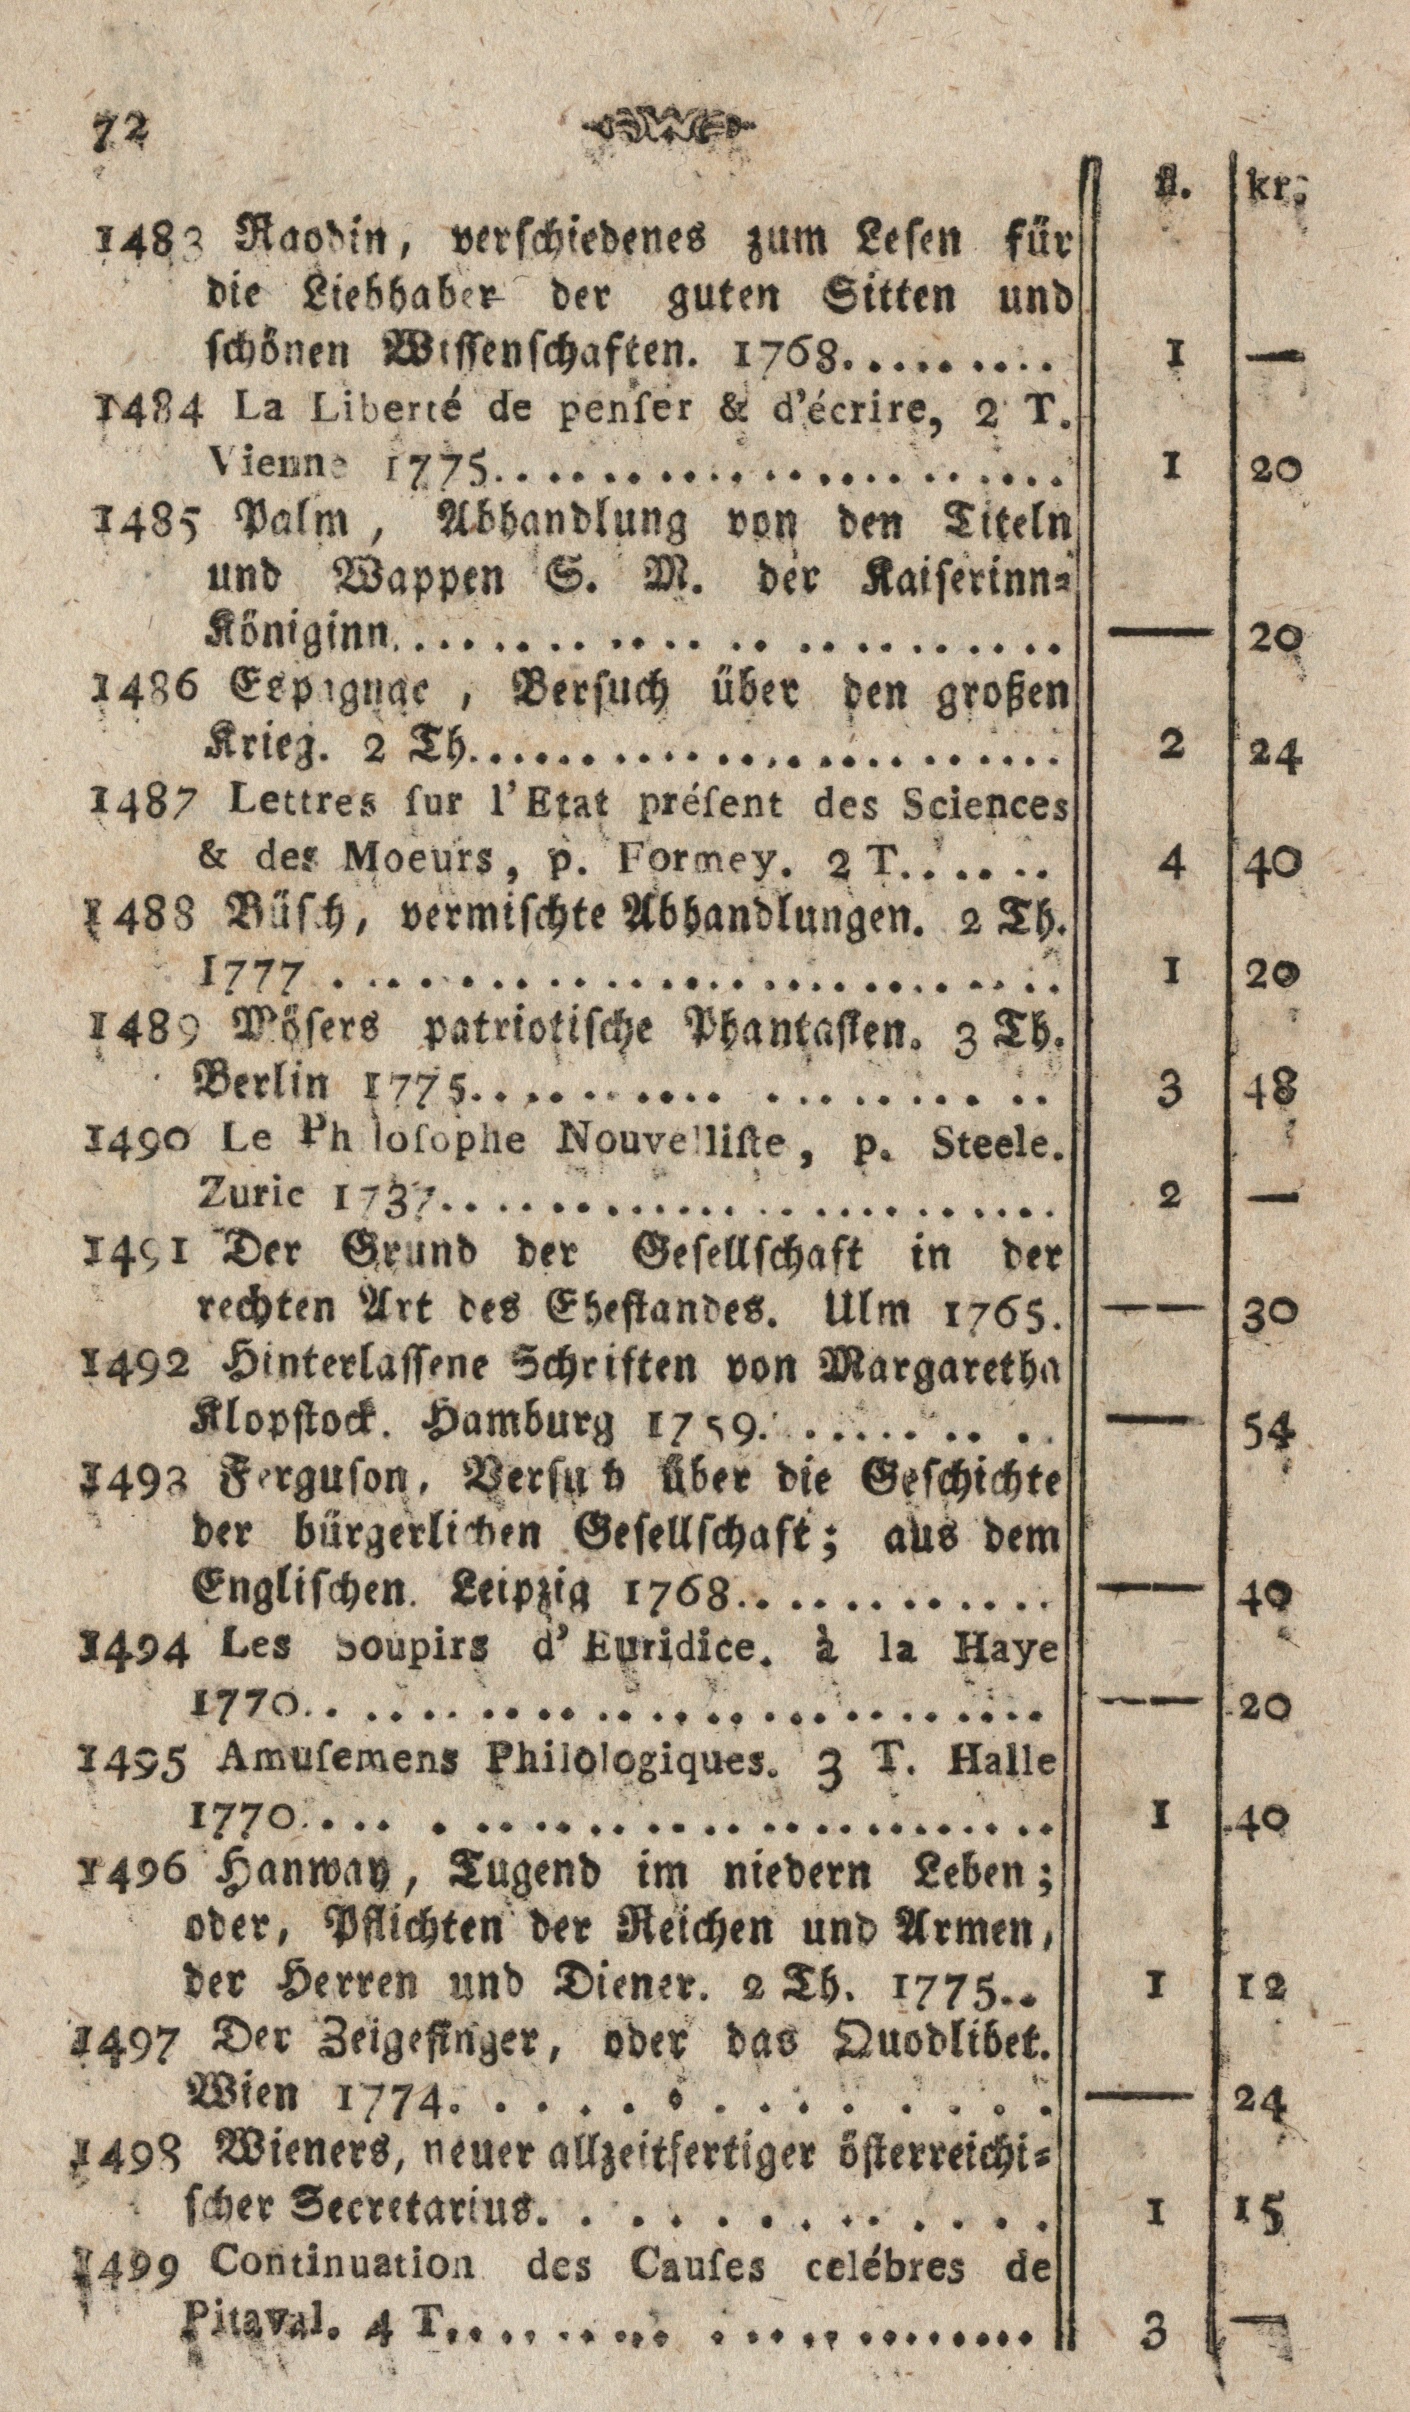 72
fl. kr.
1483 Raodin, verschiedenes zum Lesen für
die Liebhaber der guten Sitten und
schönen Wissenschaften. 1768......... 1 —
1484 La Liberté de penſer & d'écrire, 2 T.
Vienne 1775..................... 1 20
1485 Palm, Abhandlung von den Titeln
und Wappen S. M. der Kaiserinn=
Königinn........................ — 20
1486 Espagnac, Versuch über den großen
Krieg. 2 Th...................... 2 24
1487 Lettres ſur l'Etat préſent des Sciences
& des Moeurs, p. Formey. 2 T...... 4 40
1488 Büsch, vermischte Abhandlungen. 2 Th.
1777 .......................... 1 20
1489 Mösers patriotische Phantasien. 3 Th.
Berlin 1775.................... 3 48
1490 Le Philoſophe Nouvelliſte, p. Steele.
Zuric 1737...................... 2 —
1491 Der Grund der Gesellschaft in der
rechten Art des Ehestandes. Ulm 1765. — 30
1492 Hinterlassene Schriften von Margaretha
Klopstock. Hamburg 1759........... — 54
1493 Ferguson, Versuch über die Geschichte
der bürgerlichen Gesellschaft; aus dem
Englischen. Leipzig 1768............ — 40
1494 Les Soupirs d'Euridice. à la Haye
1770.......................... — 20
1495 Amuſemens Philologiques. 3 T. Halle
1770.......................... 1 40
1496 Hanway, Tugend im niedern Leben;
oder, Pflichten der Reichen und Armen,
der Herren und Diener. 2 Th. 1775.. 1 12
1497 Der Zeigefinger, oder das Quodlibet.
Wien 1774............... — 24
1498 Wieners, neuer allzeitfertiger österreichi=
scher Secretarius............. 1 15
1499 Continuation des Cauſes celébres de
Pitaval. 4 T..................... 3 —